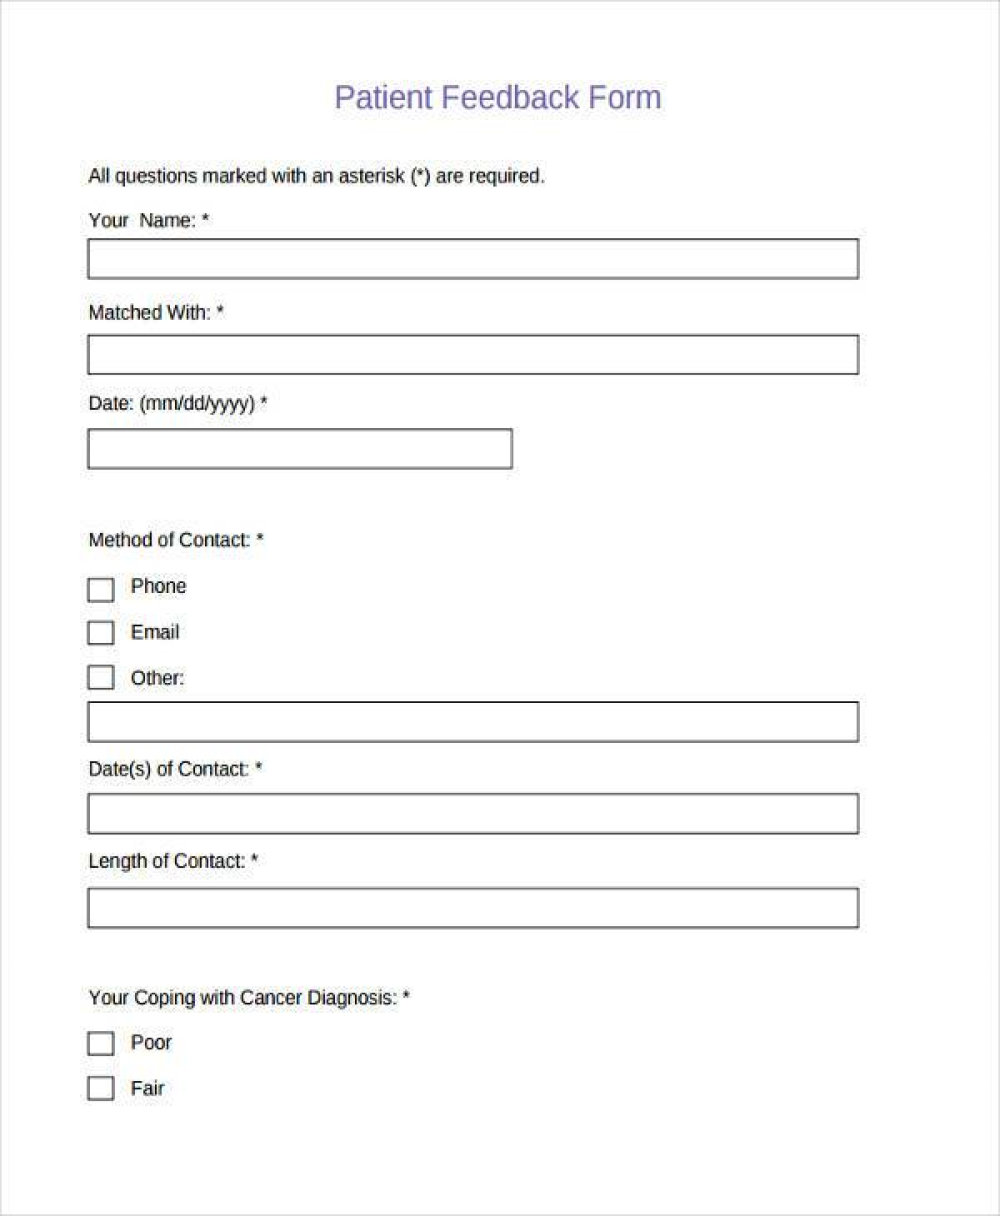 Patient Feedback Form
All questions marked with an asterisk (*) are required.
Your Name: *
Matched With: *
Date: (mm/dd/yyyy) *
Method of Contact: *
Phone
Email
Other:
Date(s) of Contact: *
Length of Contact: *
Your Coping with Cancer Diagnosis: *
Poor
Fair